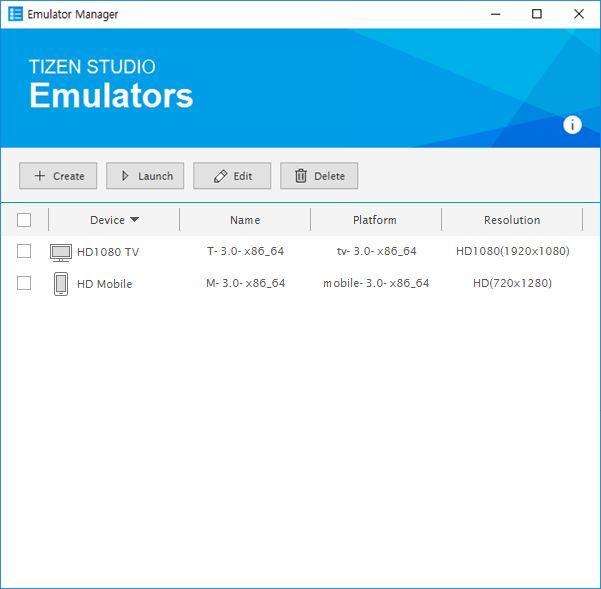 Emulator Manager
TIZEN STUDIO
Emulators
i
Create Launch Edit Delete
Device Name Platform Resolution
HD1080 TV T- 3.0- x86_64 tv- 3.0- x86_64 HD1080(1920x1080)
HD Mobile M- 3.0- x86_64 mobile- 3.0- x86_64 HD(720x1280)